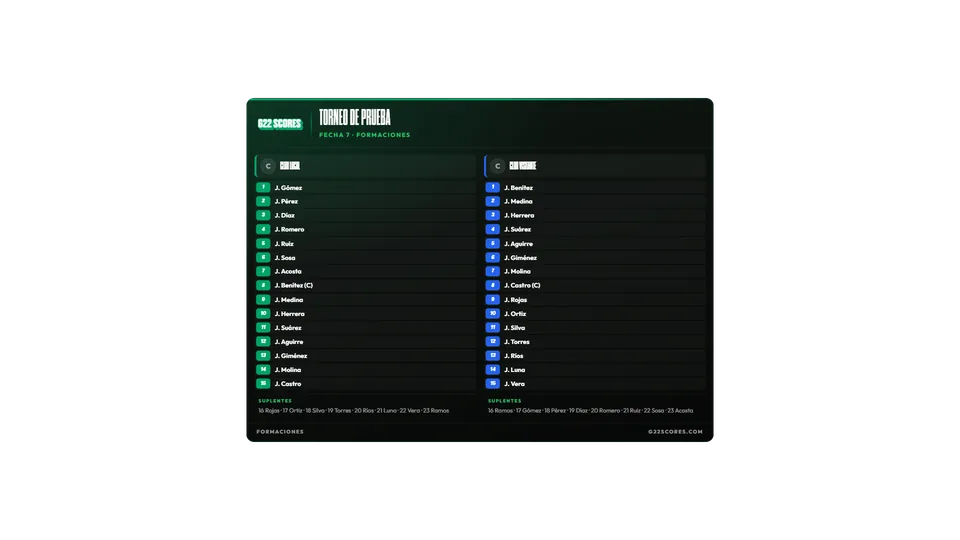 G22 SCORES
TORNEO DE PRUEBA
FECHA 7 · FORMACIONES
C CLUB LOCAL
1 J. Gómez
2 J. Pérez
3 J. Díaz
4 J. Romero
5 J. Ruiz
6 J. Sosa
7 J. Acosta
8 J. Benítez (C)
9 J. Medina
10 J. Herrera
11 J. Suárez
12 J. Aguirre
13 J. Giménez
14 J. Molina
15 J. Castro
SUPLENTES
16 Rojas · 17 Ortiz · 18 Silva · 19 Torres · 20 Ríos · 21 Luna · 22 Vera · 23 Ramos
C CLUB VISITANTE
1 J. Benítez
2 J. Medina
3 J. Herrera
4 J. Suárez
5 J. Aguirre
6 J. Giménez
7 J. Molina
8 J. Castro (C)
9 J. Rojas
10 J. Ortiz
11 J. Silva
12 J. Torres
13 J. Ríos
14 J. Luna
15 J. Vera
SUPLENTES
16 Ramos · 17 Gómez · 18 Pérez · 19 Díaz · 20 Romero · 21 Ruiz · 22 Sosa · 23 Acosta
FORMACIONES
G22SCORES.COM